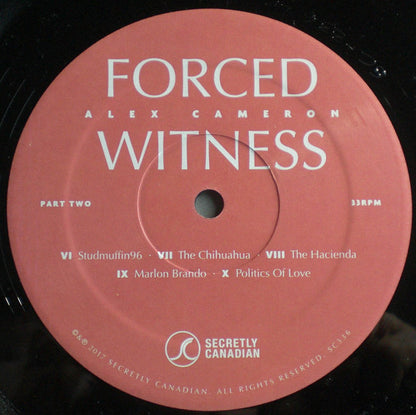 FORCED
ALEX CAMERON
WITNESS
PART TWO
33RPM
VI Studmuffin96 · VII The Chihuahua · VIII The Hacienda
IX Marlon Brando · X Politics Of Love
SECRETLY
CANADIAN
©&℗ 2017 SECRETLY CANADIAN. ALL RIGHTS RESERVED. SC336